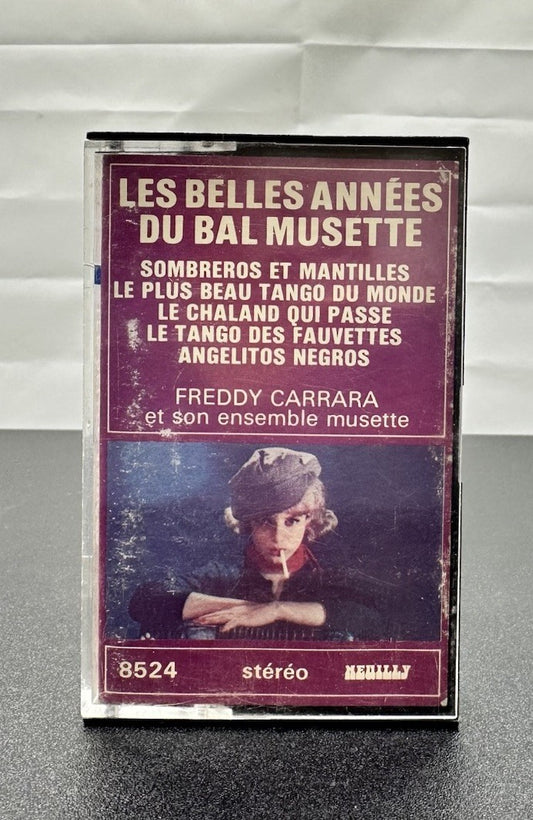 LES BELLES ANNÉES
DU BAL MUSETTE
SOMBREROS ET MANTILLES
LE PLUS BEAU TANGO DU MONDE
LE CHALAND QUI PASSE
LE TANGO DES FAUVETTES
ANGELITOS NEGROS
FREDDY CARRARA
et son ensemble musette
8524 stéréo NEUILLY